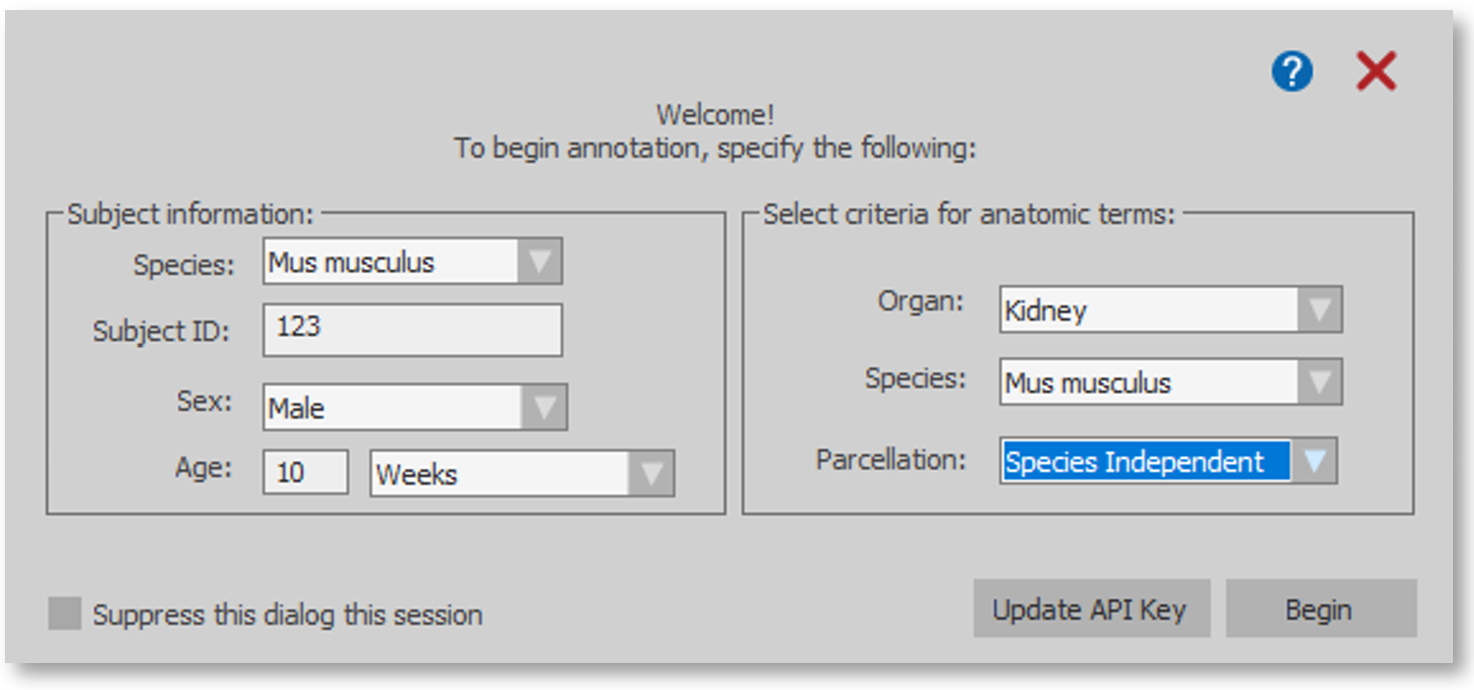 ?
Welcome!
To begin annotation, specify the following:
Subject information:
Species: Mus musculus
Subject ID: 123
Sex: Male
Age: 10 Weeks
Select criteria for anatomic terms:
Organ: Kidney
Species: Mus musculus
Parcellation: Species Independent
Suppress this dialog this session
Update API Key
Begin